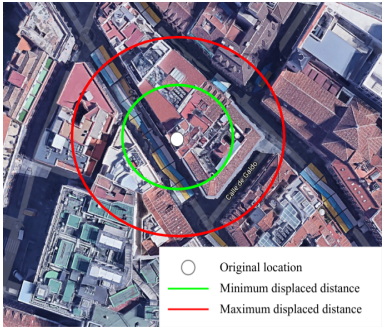 Calle de Galdo
Original location
Minimum displaced distance
Maximum displaced distance